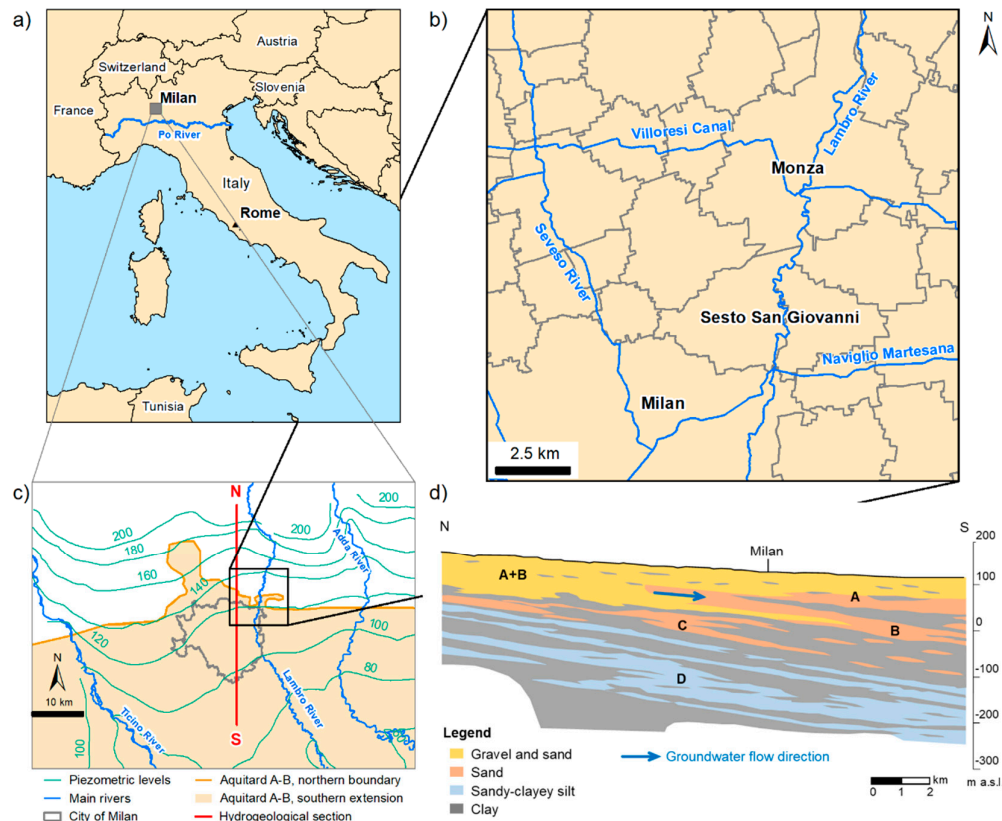 a)
Austria
Switzerland
Slovenia
Milan
France
Po River
Italy
Rome
Tunisia
b)
N
Villoresi Canal
Lambro River
Monza
Seveso River
Sesto San Giovanni
Naviglio Martesana
Milan
2.5 km
c)
N
200
200
200
180
Adda River
160
140
120
100
80
N
10 km
Ticino River
Lambro River
100
S
Piezometric levels
Main rivers
City of Milan
Aquitard A-B, northern boundary
Aquitard A-B, southern extension
Hydrogeological section
d)
N
S
Milan
200
100
0
-100
-200
-300
m a.s.l
A+B
A
B
C
D
Legend
Gravel and sand
Sand
Sandy-clayey silt
Clay
Groundwater flow direction
0 1 2 km